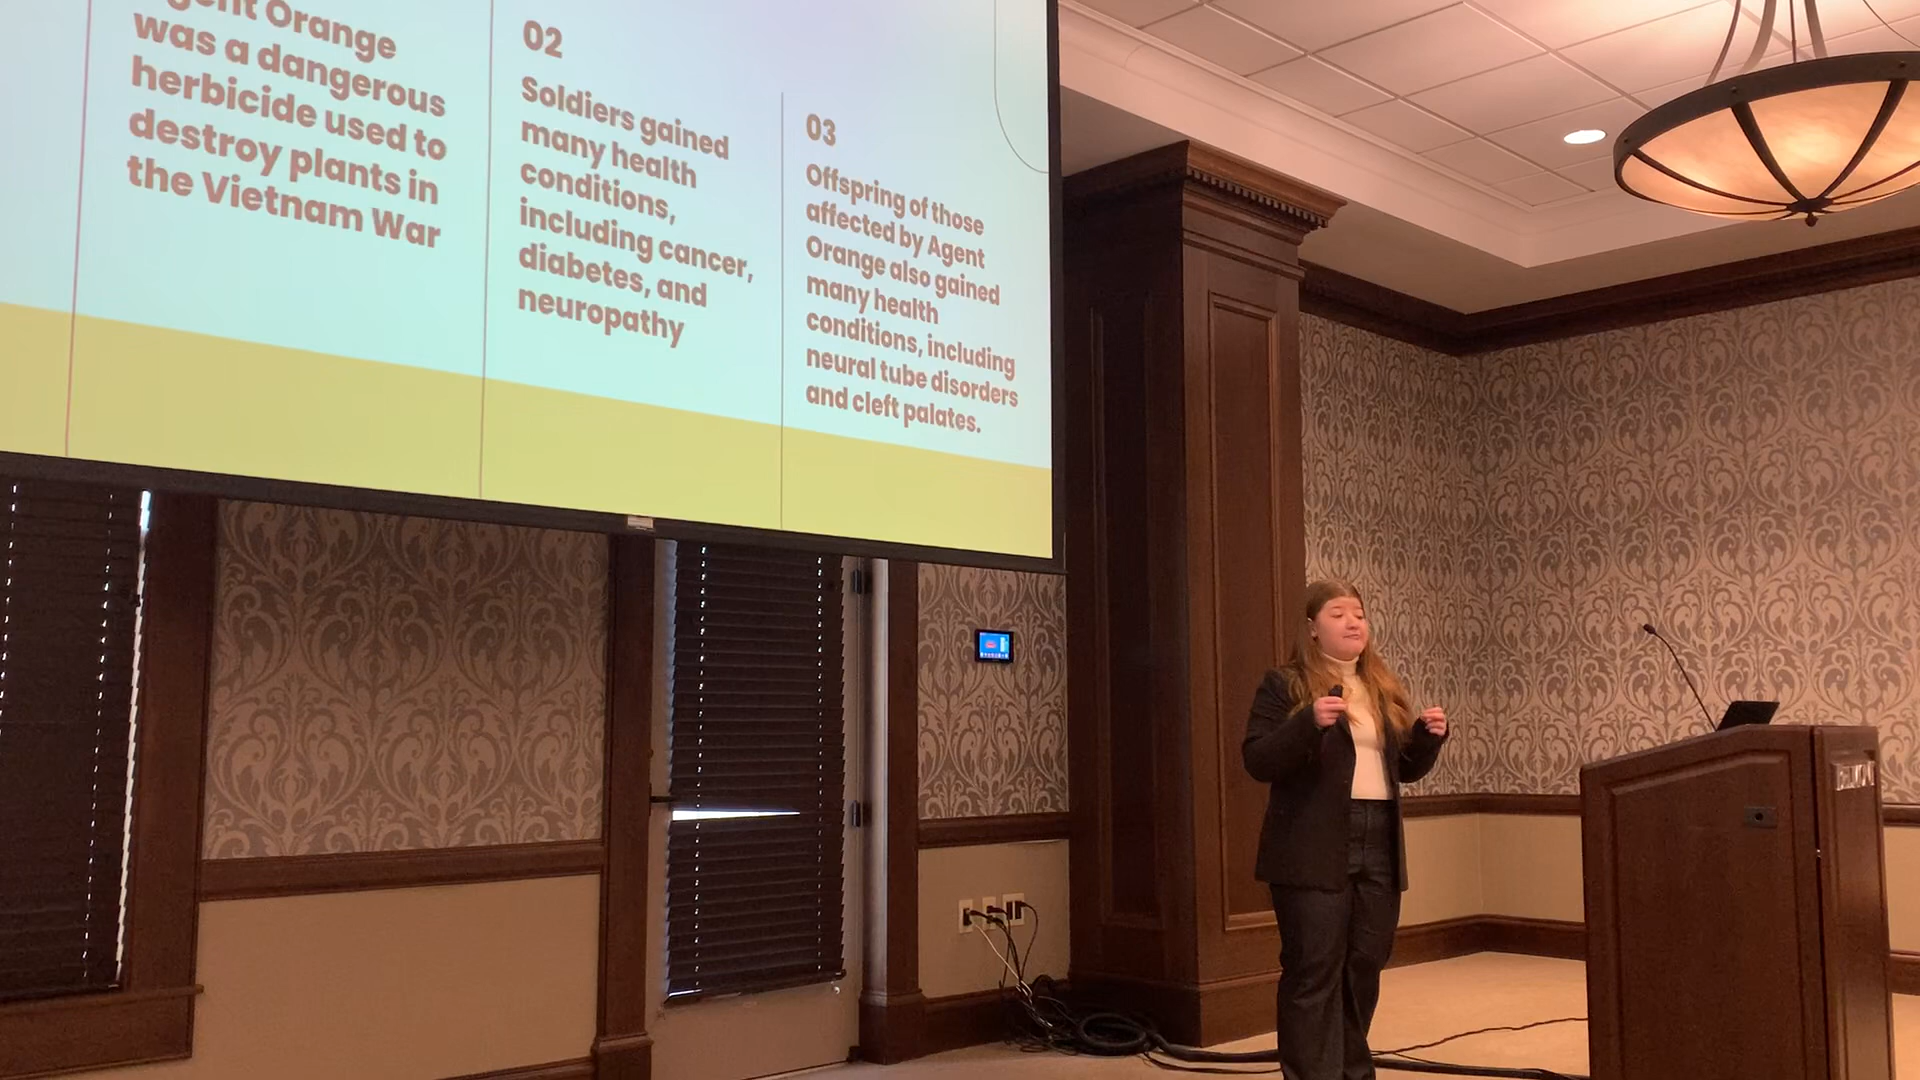 Orange
was a dangerous
herbicide used to
destroy plants in
the Vietnam War
02
Soldiers gained
many health
conditions,
including cancer,
diabetes, and
neuropathy
03
Offspring of those
affected by Agent
Orange also gained
many health
conditions, including
neural tube disorders
and cleft palates.